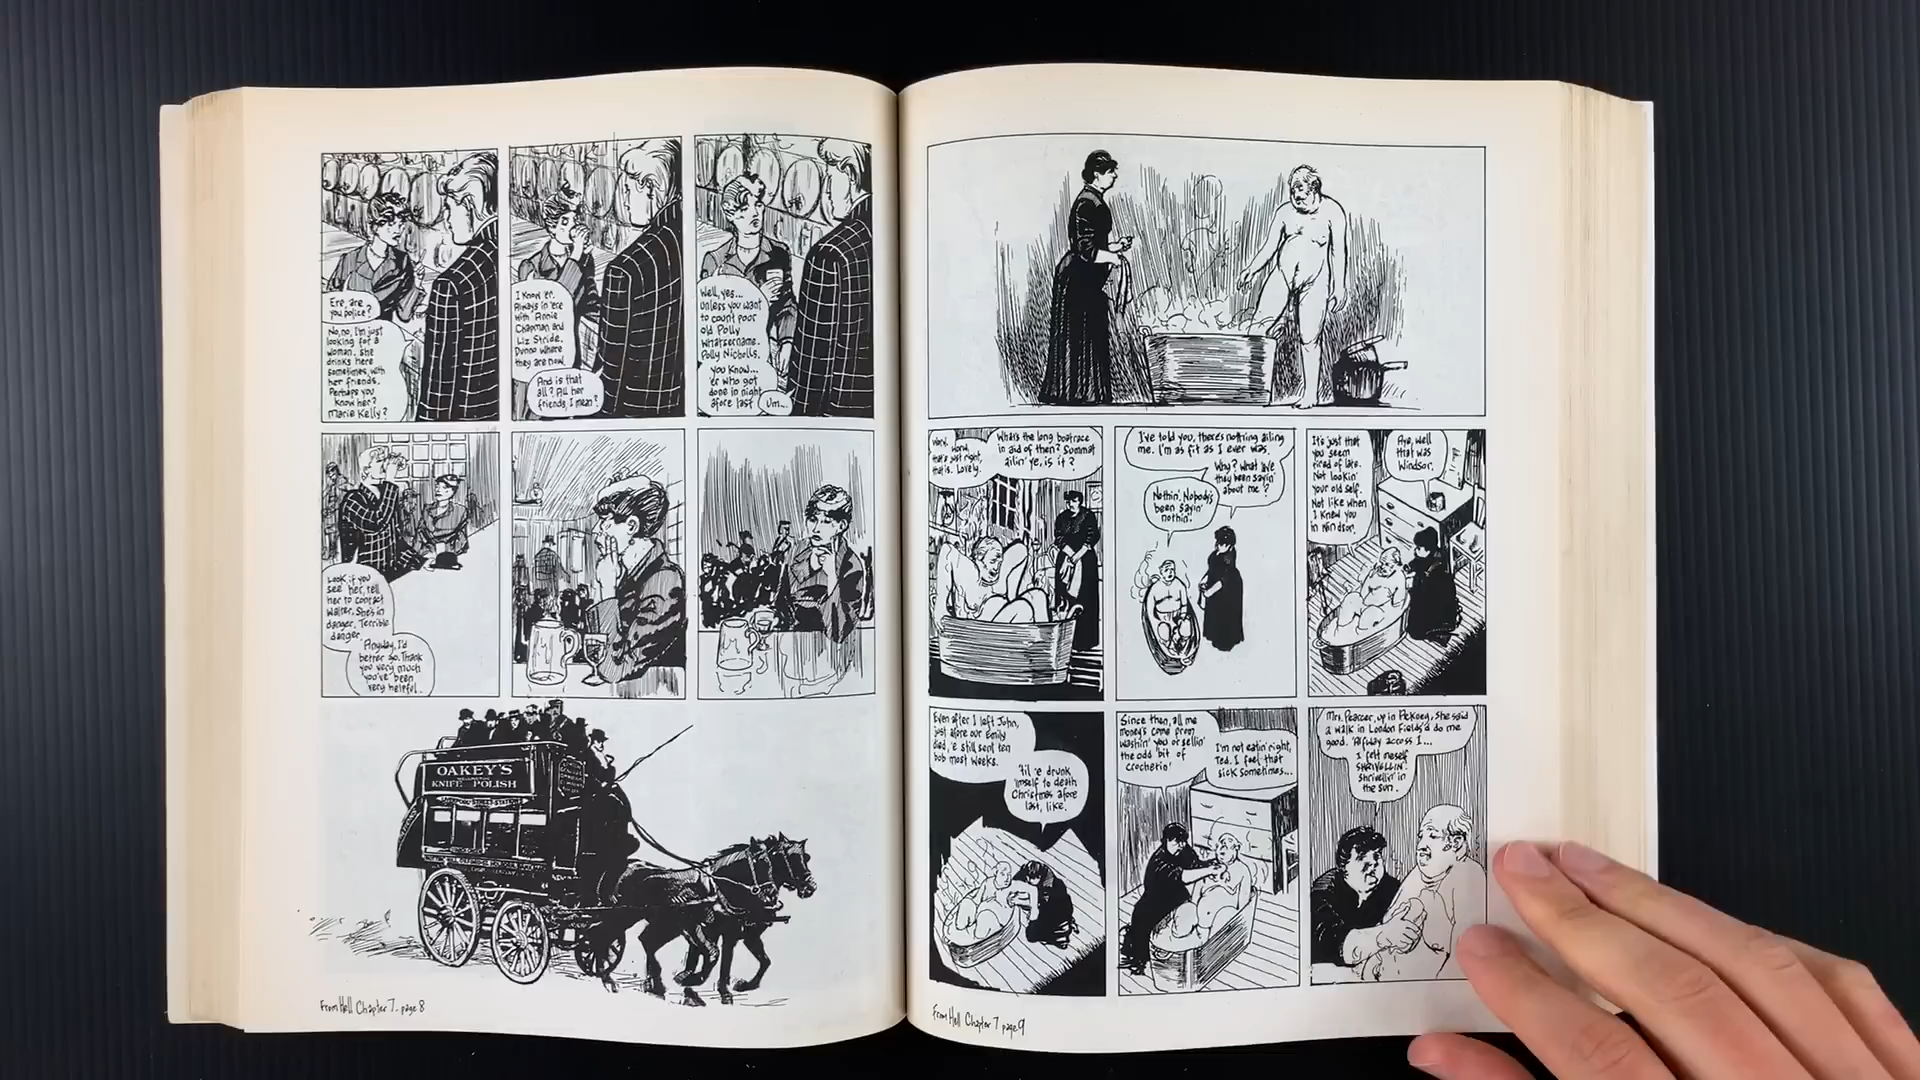 Ere, are
you police?
No, no, I'm just
looking for a
woman. She
drinks here
sometimes, with
her friends.
Perhaps you
know her?
Marie Kelly?
I know 'er.
Always in 'ere
with Annie
Chapman and
Liz Stride.
Dunno where
they are now.
And is that
all? All her
friends, I mean?
Well, yes...
unless you want
to count poor
old Polly
Whatsername.
Polly Nicholls.
you know...
'er who got
done in night
afore last
Um...
Look, if you
see her, tell
her to contact
Walter. She's in
danger. Terrible
danger.
Anyway, I'd
better go. Thank
you very much
you've been
very helpful..
OAKEY'S
KNIFE POLISH
From Hell Chapter 7. page 8
that's just right,
that is. Lovely.
What's the long boatrace
in aid of then? Summat
ailin' ye, is it?
I've told you, there's nothing ailing
me. I'm as fit as I ever was.
Why? What 'ave
they been sayin'
about me?
Nothin'. Nobody's
been sayin'
nothin'.
It's just that
you seem
tired of late.
Not lookin'
your old self.
Not like when
I knew you
in Windsor.
Aye, well
that was
Windsor.
Even after I left John,
just afore our Emily
died, 'e still sent ten
bob most weeks.
'til 'e drunk
'imself to death
Christmas afore
last, like.
Since then, all me
money's come from
washin' you or sellin'
the odd bit of
crochetin'
I'm not eatin' right,
Ted. I feel that
sick sometimes...
Mrs. Pearcer, up in Peckoey, she said
a walk in London Fields'd do me
good. 'Alfway across I...
I felt meself
SHRIVELLIN'.
Shrivellin' in
the sun.
From Hell Chapter 7 page 9